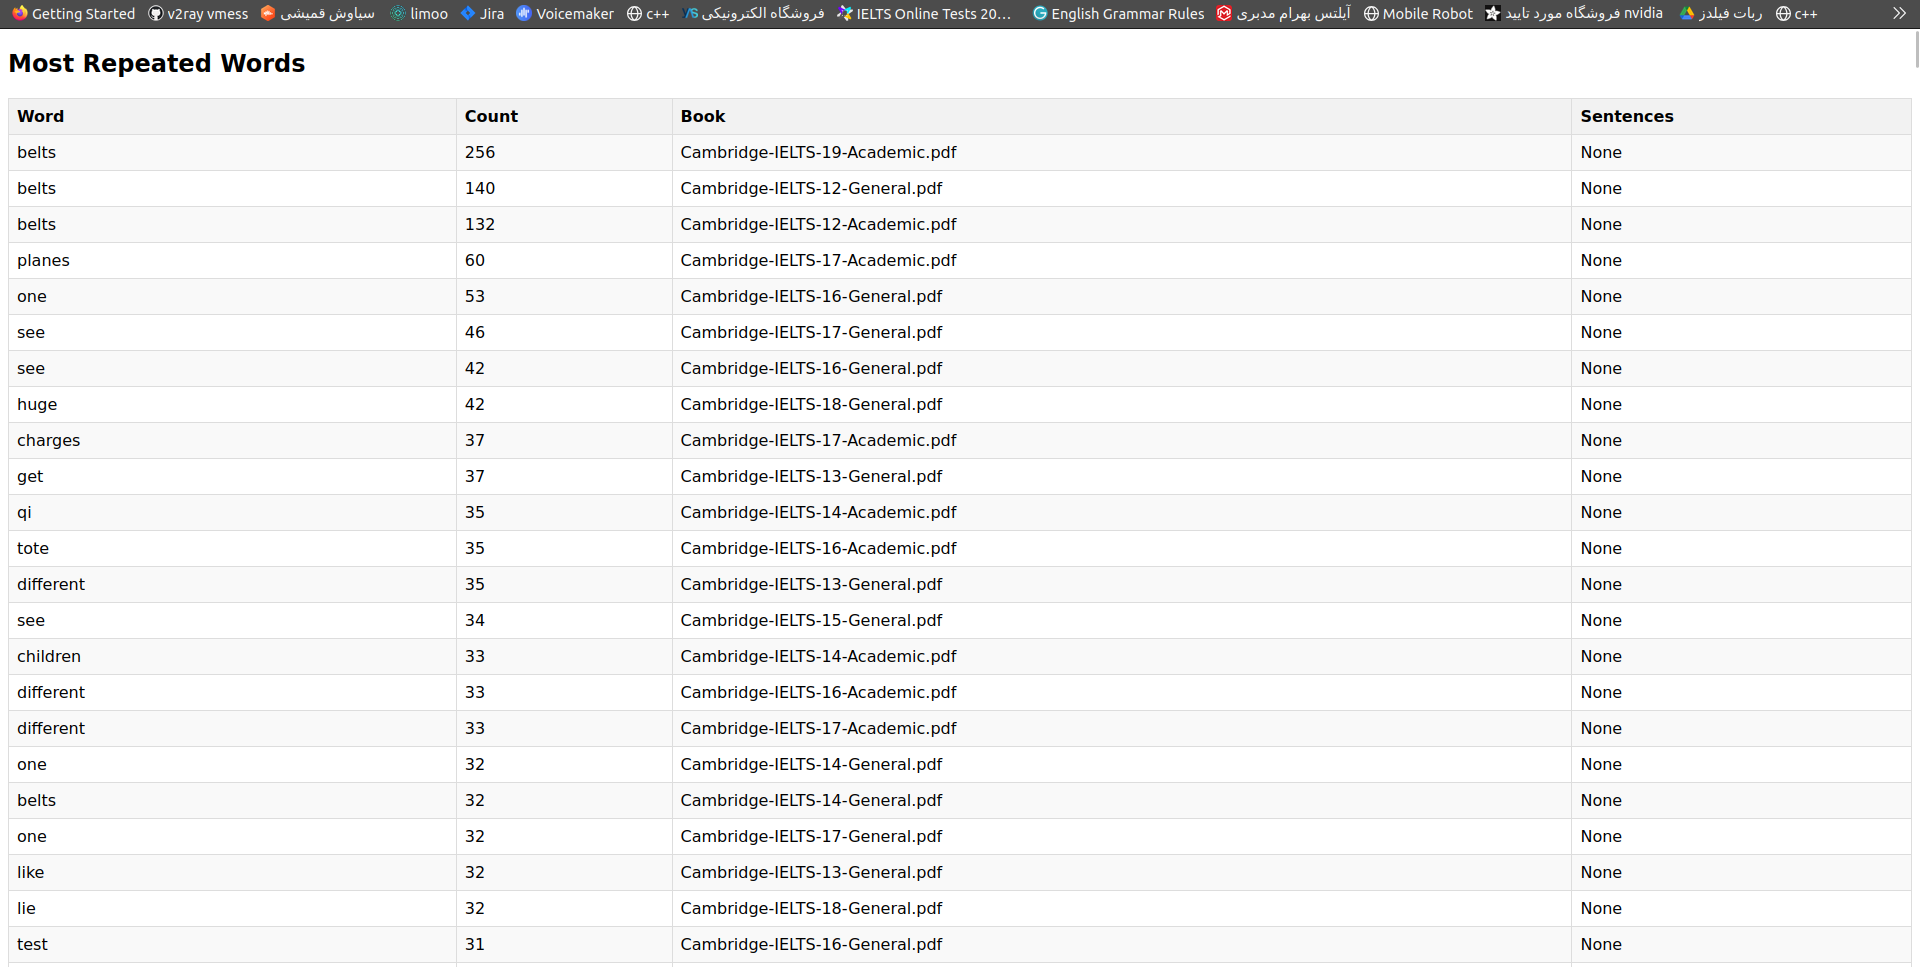 Getting Started v2ray vmess سیاوش قمیشی limoo Jira Voicemaker c++ فروشگاه الکترونیکی IELTS Online Tests 20... English Grammar Rules آیلتس بهرام مدبری Mobile Robot فروشگاه مورد تایید nvidia ربات فیلدز c++
Most Repeated Words
Word Count Book Sentences
belts 256 Cambridge-IELTS-19-Academic.pdf None
belts 140 Cambridge-IELTS-12-General.pdf None
belts 132 Cambridge-IELTS-12-Academic.pdf None
planes 60 Cambridge-IELTS-17-Academic.pdf None
one 53 Cambridge-IELTS-16-General.pdf None
see 46 Cambridge-IELTS-17-General.pdf None
see 42 Cambridge-IELTS-16-General.pdf None
huge 42 Cambridge-IELTS-18-General.pdf None
charges 37 Cambridge-IELTS-17-Academic.pdf None
get 37 Cambridge-IELTS-13-General.pdf None
qi 35 Cambridge-IELTS-14-Academic.pdf None
tote 35 Cambridge-IELTS-16-Academic.pdf None
different 35 Cambridge-IELTS-13-General.pdf None
see 34 Cambridge-IELTS-15-General.pdf None
children 33 Cambridge-IELTS-14-Academic.pdf None
different 33 Cambridge-IELTS-16-Academic.pdf None
different 33 Cambridge-IELTS-17-Academic.pdf None
one 32 Cambridge-IELTS-14-General.pdf None
belts 32 Cambridge-IELTS-14-General.pdf None
one 32 Cambridge-IELTS-17-General.pdf None
like 32 Cambridge-IELTS-13-General.pdf None
lie 32 Cambridge-IELTS-18-General.pdf None
test 31 Cambridge-IELTS-16-General.pdf None